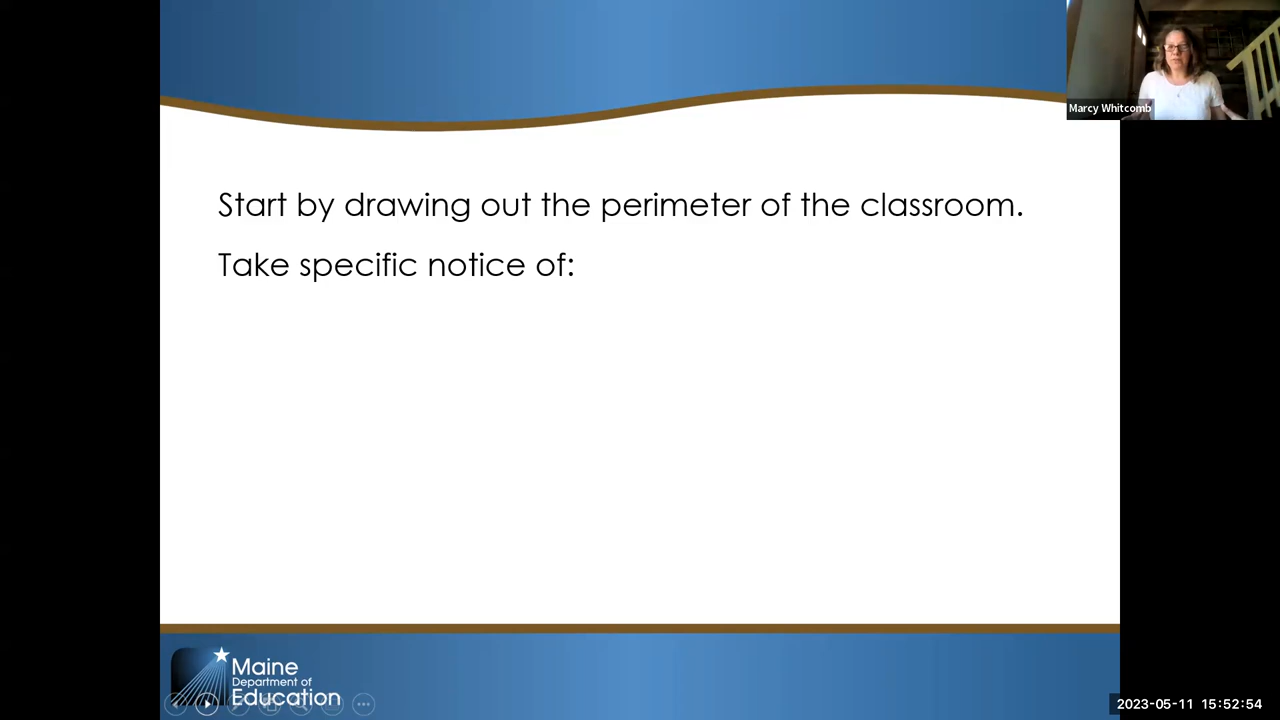 Marcy Whitcomb
Start by drawing out the perimeter of the classroom.
Take specific notice of:
Maine
Department of
Education
2023-05-11 15:52:54